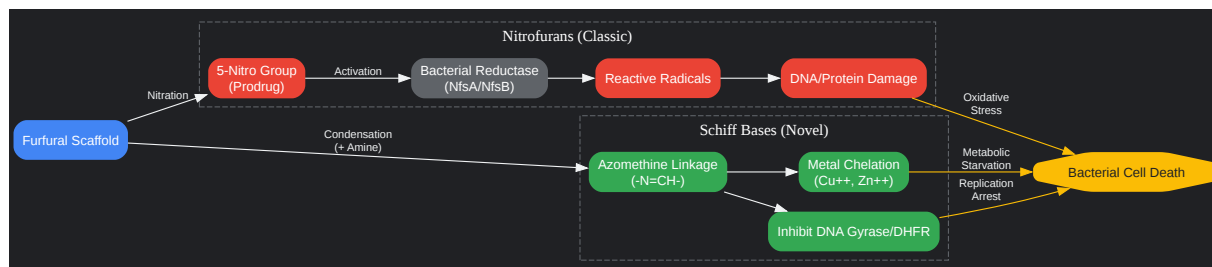 Nitrofurans (Classic)
5-Nitro Group
(Prodrug)
Activation
Bacterial Reductase
(NfsA/NfsB)
Reactive Radicals
DNA/Protein Damage
Nitration
Oxidative
Stress
Furfural Scaffold
Condensation
(+ Amine)
Schiff Bases (Novel)
Azomethine Linkage
(-N=CH-)
Metal Chelation
(Cu++, Zn++)
Metabolic
Starvation
Replication
Arrest
Bacterial Cell Death
Inhibit DNA Gyrase/DHFR